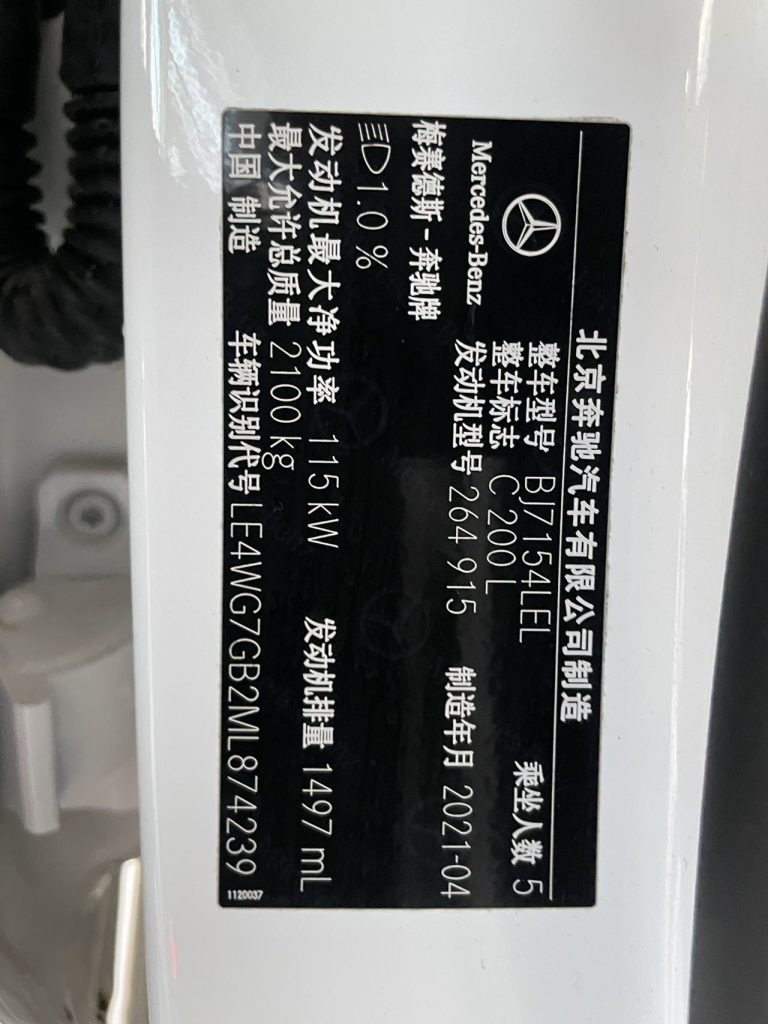 北京奔驰汽车有限公司制造
Mercedes-Benz
梅赛德斯-奔驰牌
整车型号 BJ7154LEL 乘坐人数 5
整车标志 C 200 L
发动机型号 264 915 制造年月 2021-04
1.0 %
发动机最大净功率 115 kW 发动机排量 1497 mL
最大允许总质量 2100 kg
中国 制造 车辆识别代号 LE4WG7GB2ML874239
1120037